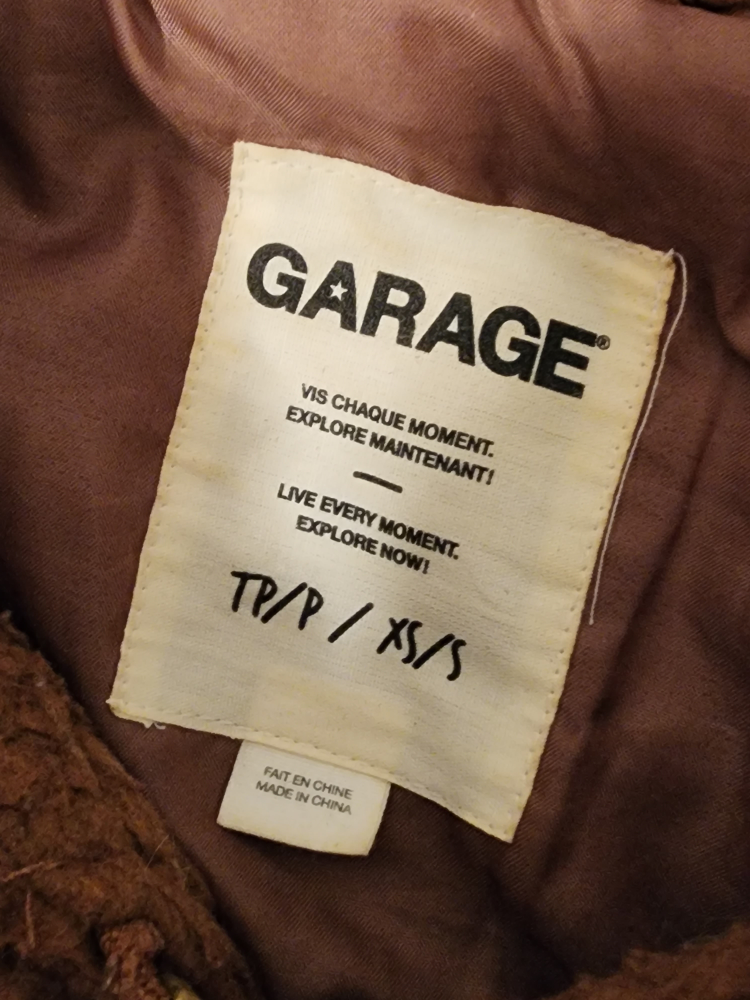 GARAGE®
VIS CHAQUE MOMENT.
EXPLORE MAINTENANT!
LIVE EVERY MOMENT.
EXPLORE NOW!
TP/P / XS/S
FAIT EN CHINE
MADE IN CHINA